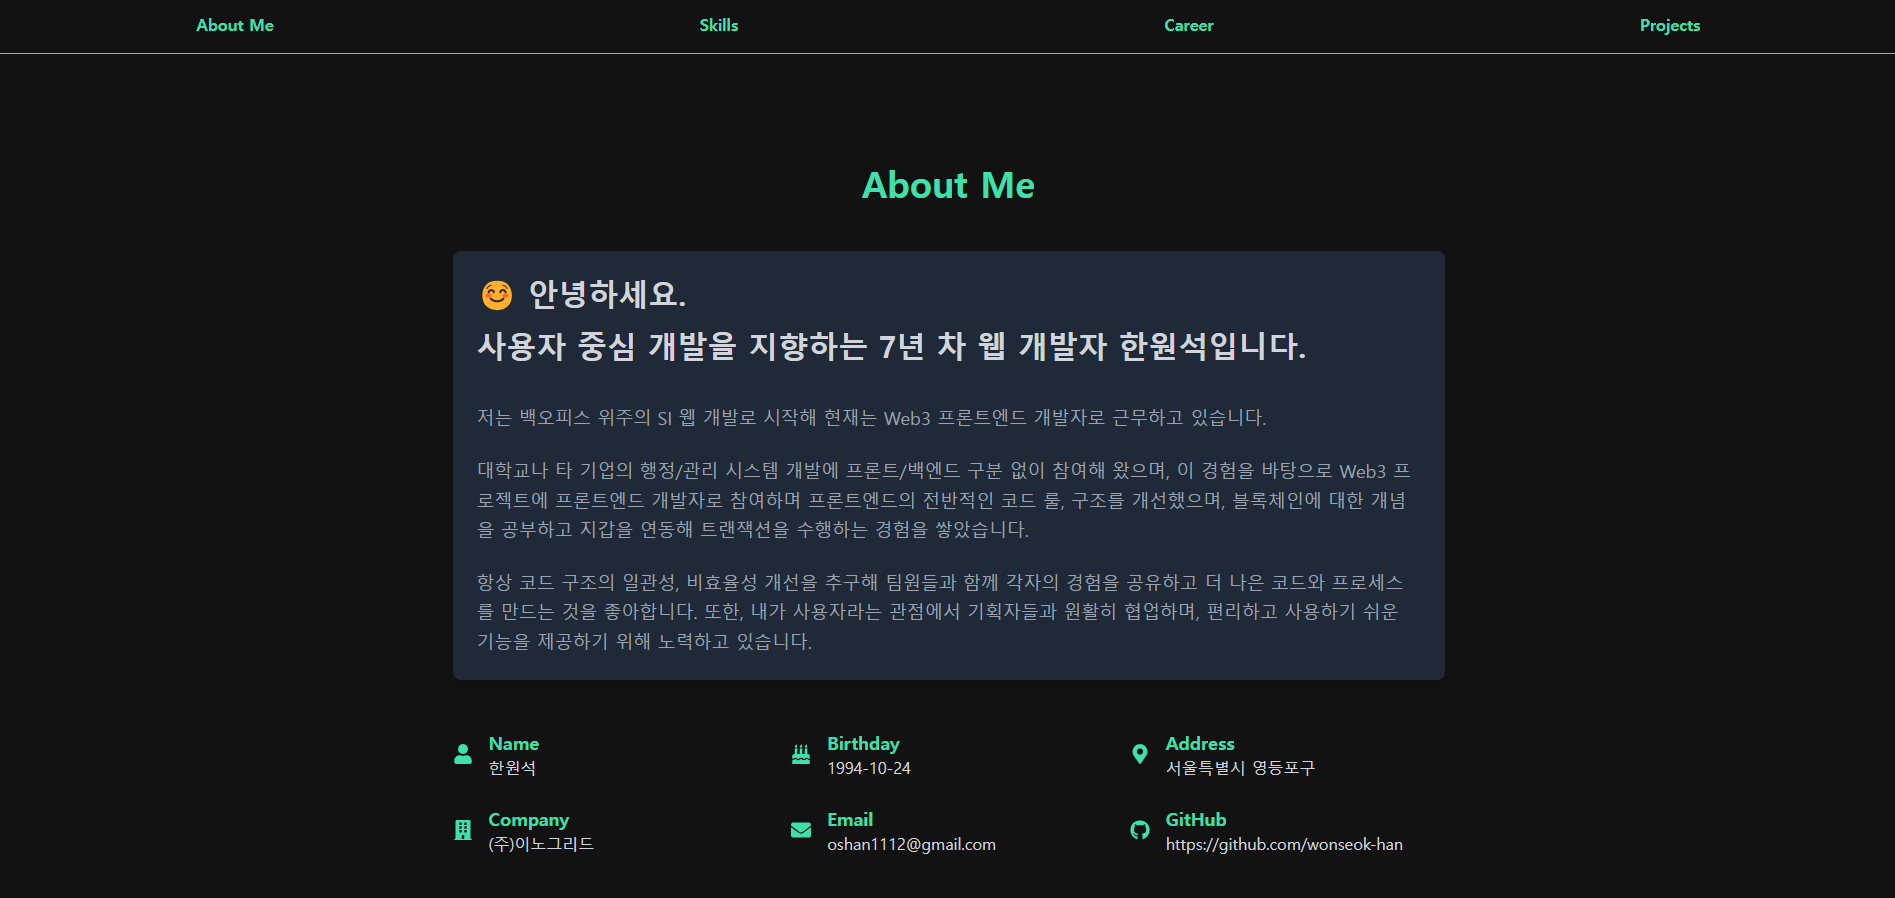 About Me
Skills
Career
Projects
About Me
😊 안녕하세요.
사용자 중심 개발을 지향하는 7년 차 웹 개발자 한원석입니다.
저는 백오피스 위주의 SI 웹 개발로 시작해 현재는 Web3 프론트엔드 개발자로 근무하고 있습니다.
대학교나 타 기업의 행정/관리 시스템 개발에 프론트/백엔드 구분 없이 참여해 왔으며, 이 경험을 바탕으로 Web3 프
로젝트에 프론트엔드 개발자로 참여하며 프론트엔드의 전반적인 코드 룰, 구조를 개선했으며, 블록체인에 대한 개념
을 공부하고 지갑을 연동해 트랜잭션을 수행하는 경험을 쌓았습니다.
항상 코드 구조의 일관성, 비효율성 개선을 추구해 팀원들과 함께 각자의 경험을 공유하고 더 나은 코드와 프로세스
를 만드는 것을 좋아합니다. 또한, 내가 사용자라는 관점에서 기획자들과 원활히 협업하며, 편리하고 사용하기 쉬운
기능을 제공하기 위해 노력하고 있습니다.
Name
한원석
Birthday
1994-10-24
Address
서울특별시 영등포구
Company
(주)이노그리드
Email
oshan1112@gmail.com
GitHub
https://github.com/wonseok-han